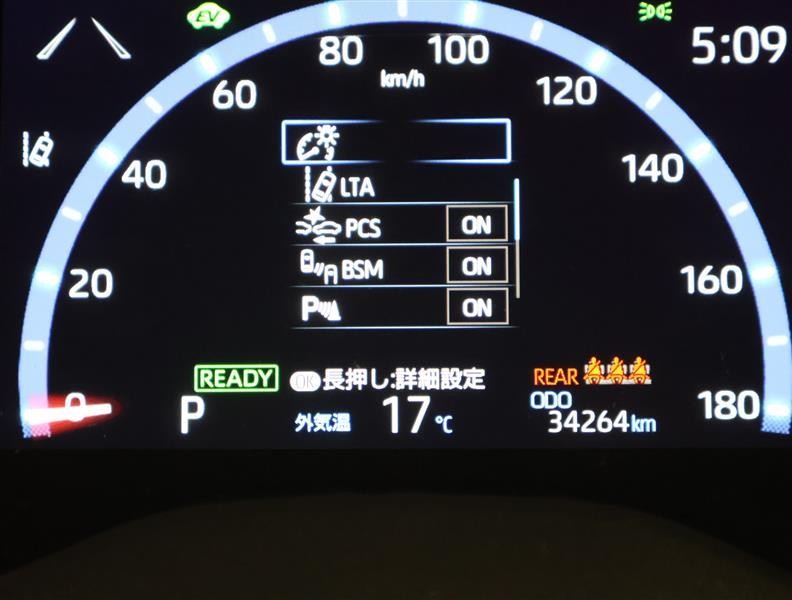 EV
5:09
80
100
km/h
60
120
40
140
LTA
PCS ON
BSM ON
20
160
P ON
READY
OK 長押し:詳細設定
REAR
0
P
外気温 17 ℃
ODO
34264 km
180